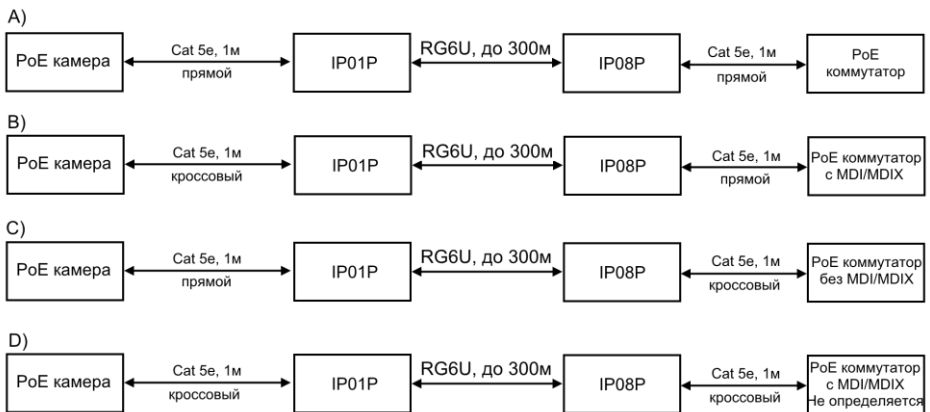 A)
PoE камера
Cat 5e, 1м
прямой
IP01P
RG6U, до 300м
IP08P
Cat 5e, 1м
прямой
PoE
коммутатор
B)
PoE камера
Cat 5e, 1м
кроссовый
IP01P
RG6U, до 300м
IP08P
Cat 5e, 1м
прямой
PoE коммутатор
с MDI/MDIX
C)
PoE камера
Cat 5e, 1м
прямой
IP01P
RG6U, до 300м
IP08P
Cat 5e, 1м
кроссовый
PoE коммутатор
без MDI/MDIX
D)
PoE камера
Cat 5e, 1м
кроссовый
IP01P
RG6U, до 300м
IP08P
Cat 5e, 1м
кроссовый
PoE коммутатор
с MDI/MDIX
Не определяется